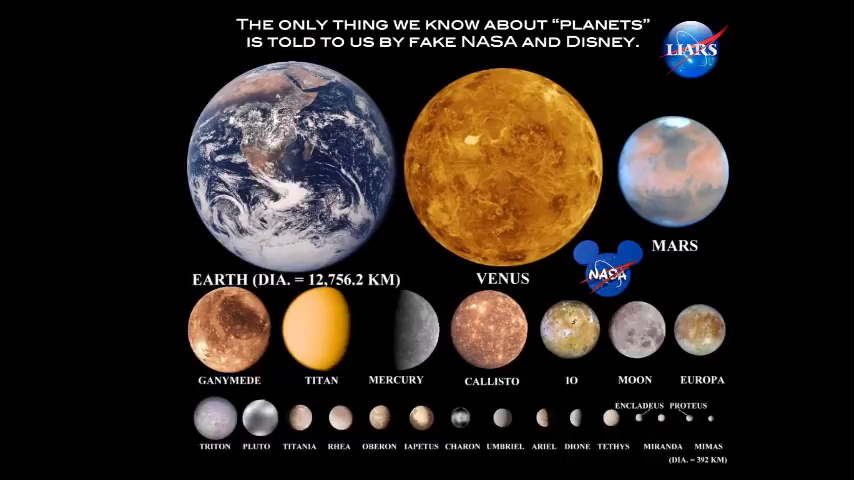 The only thing we know about “planets”
is told to us by fake NASA and Disney.
LIARS
EARTH (DIA. = 12,756.2 KM)
VENUS
MARS
NASA
GANYMEDE
TITAN
MERCURY
CALLISTO
IO
MOON
EUROPA
ENCLADEUS
PROTEUS
TRITON
PLUTO
TITANIA
RHEA
OBERON
IAPETUS
CHARON
UMBRIEL
ARIEL
DIONE
TETHYS
MIRANDA
MIMAS
(DIA. = 392 KM)